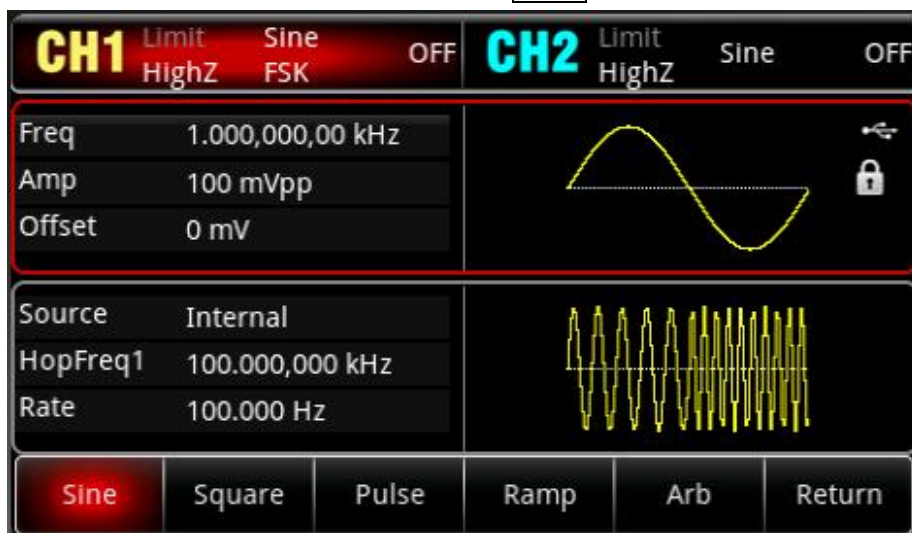 CH1 Limit Sine OFF CH2 Limit Sine OFF
HighZ FSK HighZ
Freq 1.000,000,00 kHz
Amp 100 mVpp
Offset 0 mV
Source Internal
HopFreq1 100.000,000 kHz
Rate 100.000 Hz
Sine Square Pulse Ramp Arb Return